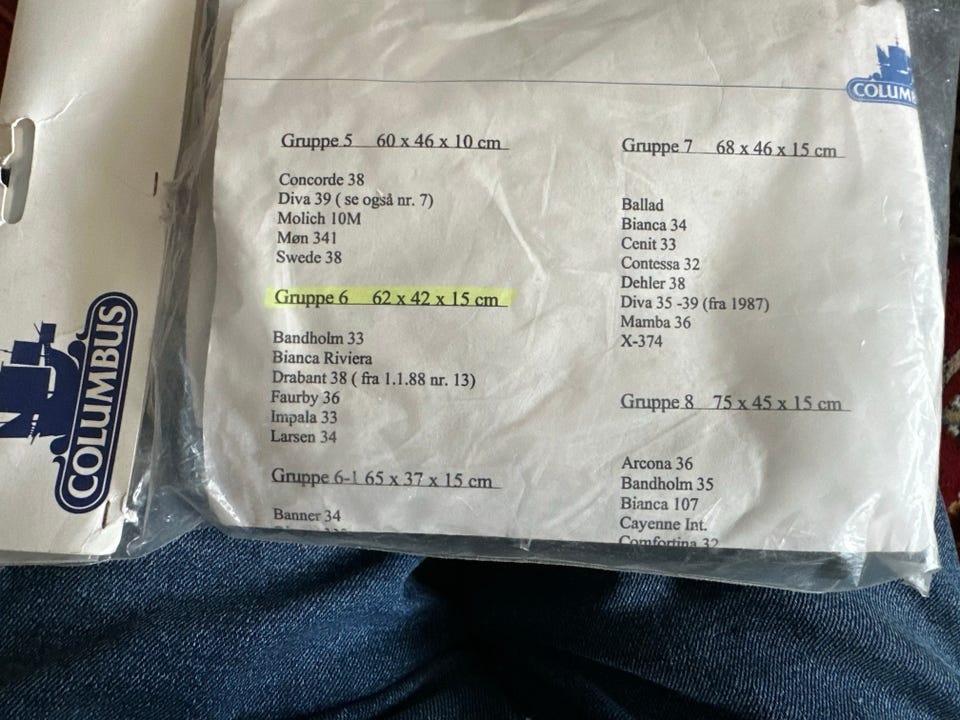 COLUMBUS
Gruppe 5 60 x 46 x 10 cm
Concorde 38
Diva 39 ( se også nr. 7)
Molich 10M
Møn 341
Swede 38
Gruppe 6 62 x 42 x 15 cm
Bandholm 33
Bianca Riviera
Drabant 38 ( fra 1.1.88 nr. 13)
Faurby 36
Impala 33
Larsen 34
Gruppe 6-1 65 x 37 x 15 cm
Banner 34
COLUMB
Gruppe 7 68 x 46 x 15 cm
Ballad
Bianca 34
Cenit 33
Contessa 32
Dehler 38
Diva 35 -39 (fra 1987)
Mamba 36
X-374
Gruppe 8 75 x 45 x 15 cm
Arcona 36
Bandholm 35
Bianca 107
Cayenne Int.
Comfortina 32